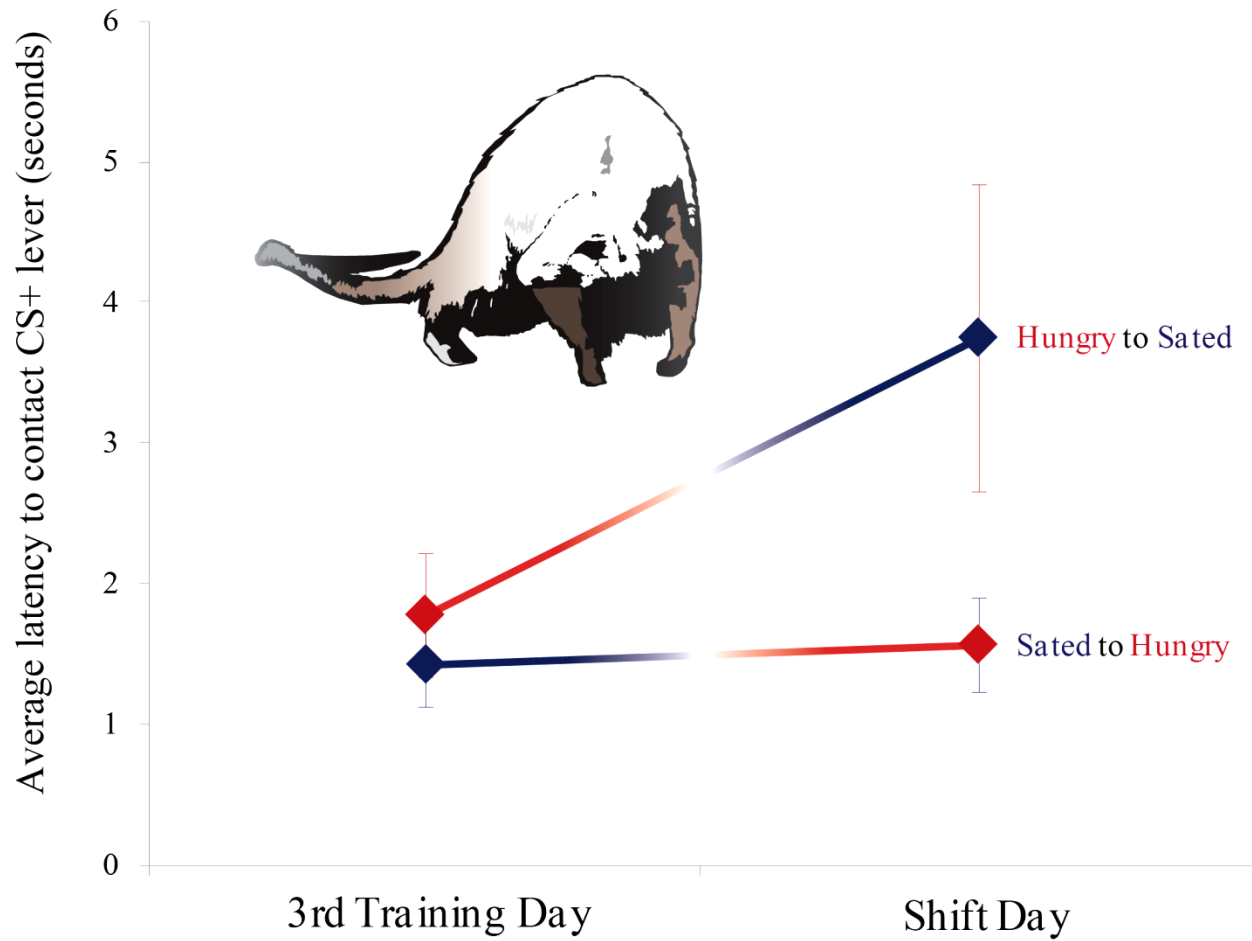 Average latency to contact CS+ lever (seconds)
6
5
4
3
2
1
0
Hungry to Sated
Sated to Hungry
3rd Training Day
Shift Day